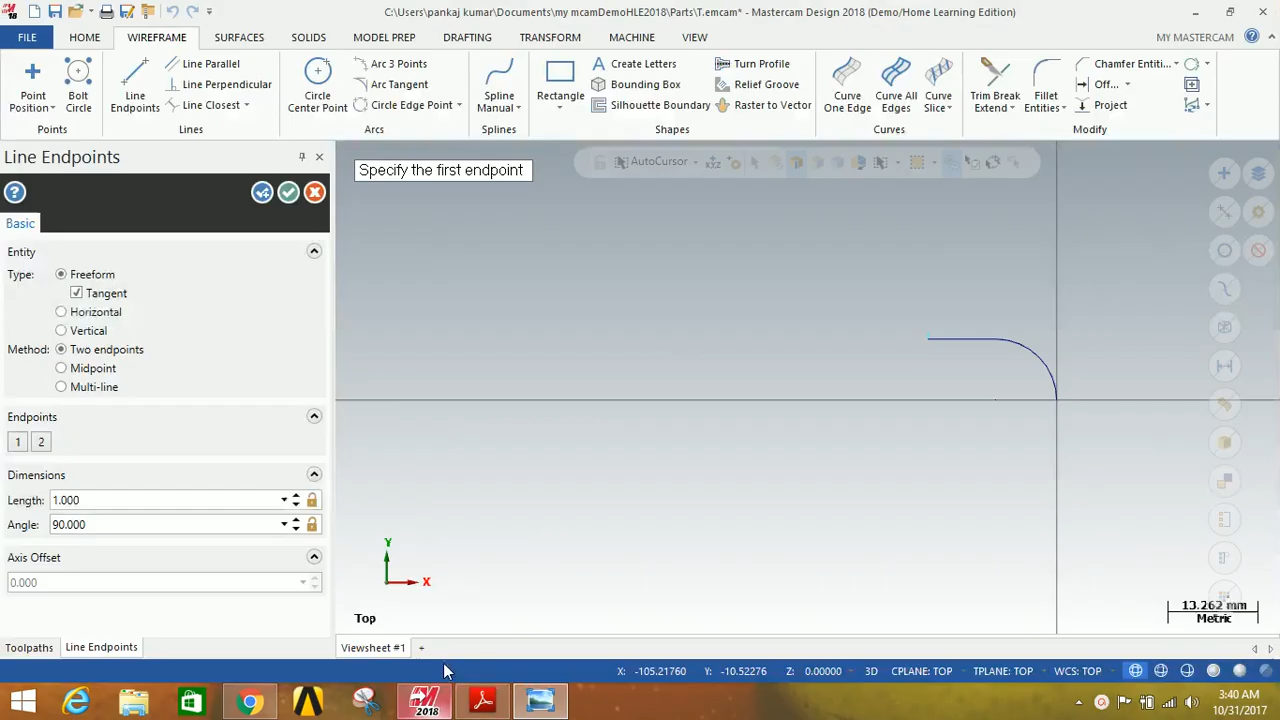 C:\Users\pankaj kumar\Documents\my mcamDemoHLE2018\Parts\T.emcam* - Mastercam Design 2018 (Demo/Home Learning Edition)
FILE HOME WIREFRAME SURFACES SOLIDS MODEL PREP DRAFTING TRANSFORM MACHINE VIEW MY MASTERCAM
Point Position Bolt Circle Points
Line Endpoints Line Parallel Line Perpendicular Line Closest Lines
Circle Center Point Arc 3 Points Arc Tangent Circle Edge Point Arcs
Spline Manual Splines
Rectangle Create Letters Bounding Box Silhouette Boundary Turn Profile Relief Groove Raster to Vector Shapes
Curve One Edge Curve All Edges Curve Slice Curves
Trim Break Extend Fillet Entities Chamfer Entiti... Off... Project Modify
Line Endpoints
Basic
Entity
Type: Freeform
Tangent
Horizontal
Vertical
Method: Two endpoints
Midpoint
Multi-line
Endpoints
1 2
Dimensions
Length: 1.000
Angle: 90.000
Axis Offset
0.000
Toolpaths Line Endpoints
Specify the first endpoint
AutoCursor
XYZ
Y
X
Top
13.262 mm
Metric
Viewsheet #1 +
X: -105.21760 Y: -10.52276 Z: 0.00000 3D CPLANE: TOP TPLANE: TOP WCS: TOP
2018
3:40 AM
10/31/2017